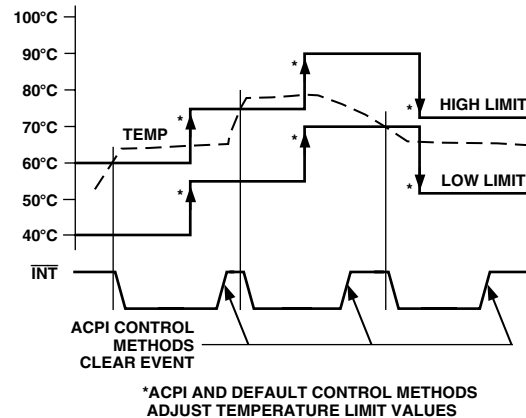 100°C
90°C
80°C
70°C
60°C
50°C
40°C
TEMP
*
*
*
*
*
*
HIGH LIMIT
LOW LIMIT
INT
ACPI CONTROL
METHODS
CLEAR EVENT
*ACPI AND DEFAULT CONTROL METHODS
ADJUST TEMPERATURE LIMIT VALUES